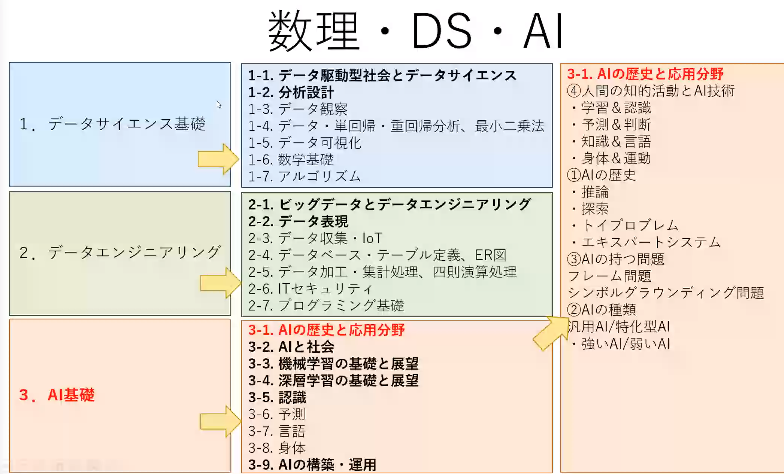 数理・DS・AI
1．データサイエンス基礎
1-1. データ駆動型社会とデータサイエンス
1-2. 分析設計
1-3. データ観察
1-4. データ・単回帰・重回帰分析、最小二乗法
1-5. データ可視化
1-6. 数学基礎
1-7. アルゴリズム
2．データエンジニアリング
2-1. ビッグデータとデータエンジニアリング
2-2. データ表現
2-3. データ収集・IoT
2-4. データベース・テーブル定義、ER図
2-5. データ加工・集計処理、四則演算処理
2-6. ITセキュリティ
2-7. プログラミング基礎
3．AI基礎
3-1. AIの歴史と応用分野
3-2. AIと社会
3-3. 機械学習の基礎と展望
3-4. 深層学習の基礎と展望
3-5. 認識
3-6. 予測
3-7. 言語
3-8. 身体
3-9. AIの構築・運用
3-1. AIの歴史と応用分野
④人間の知的活動とAI技術
・学習＆認識
・予測＆判断
・知識＆言語
・身体＆運動
①AIの歴史
・推論
・探索
・トイプロブレム
・エキスパートシステム
③AIの持つ問題
フレーム問題
シンボルグラウンディング問題
②AIの種類
汎用AI/特化型AI
・強いAI/弱いAI